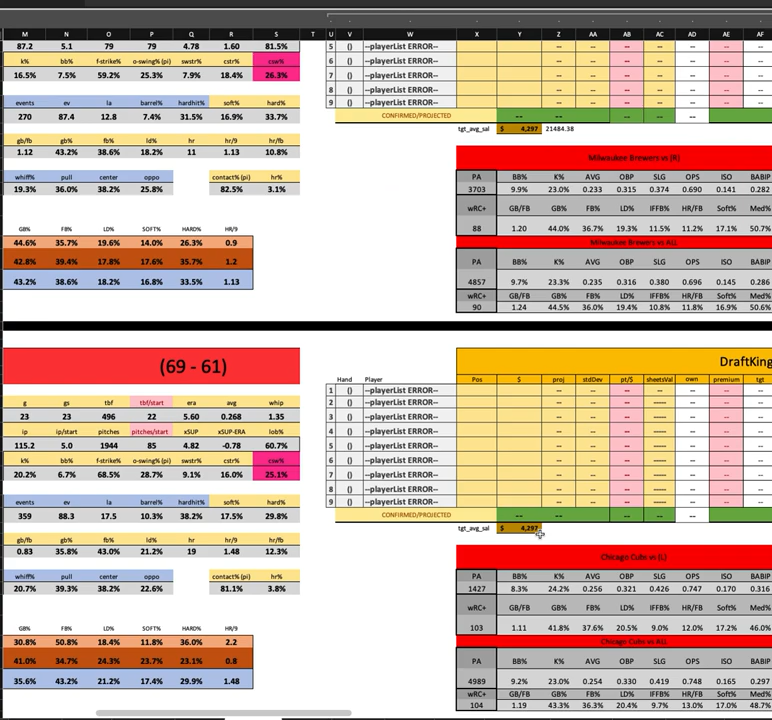 M N O P Q R S T U V W X Y Z AA AB AC AD AE AF
87.2 5.1 79 79 4.78 1.60 81.5% 5 () --playerList ERROR-- -- -- -- -- -- -- --
k% bb% f-strike% o-swing% (pi) swstr% cstr% csw% 6 () --playerList ERROR-- -- -- -- -- -- -- --
16.5% 7.5% 59.2% 25.3% 7.9% 18.4% 26.3% 7 () --playerList ERROR-- -- -- -- -- -- -- --
8 () --playerList ERROR-- -- -- -- -- -- -- --
events ev la barrel% hardhit% soft% hard% 9 () --playerList ERROR-- -- -- -- -- -- -- --
270 87.4 12.8 7.4% 31.5% 16.9% 33.7% CONFIRMED/PROJECTED -- -- -- -- -- --
tgt_avg_sal $ 4,297 21484.38
gb/fb gb% fb% ld% hr hr/9 hr/fb
1.12 43.2% 38.6% 18.2% 11 1.13 10.8% Milwaukee Brewers vs (R)
whiff% pull center oppo contact% (pi) hr% PA BB% K% AVG OBP SLG OPS ISO BABIP
19.3% 36.0% 38.2% 25.8% 82.5% 3.1% 3703 9.9% 23.0% 0.233 0.315 0.374 0.690 0.141 0.282
wRC+ GB/FB GB% FB% LD% IFFB% HR/FB Soft% Med%
GB% FB% LD% SOFT% HARD% HR/9 88 1.20 44.0% 36.7% 19.3% 11.5% 11.2% 17.1% 50.7%
44.6% 35.7% 19.6% 14.0% 26.3% 0.9 Milwaukee Brewers vs ALL
42.8% 39.4% 17.8% 17.6% 35.7% 1.2 PA BB% K% AVG OBP SLG OPS ISO BABIP
43.2% 38.6% 18.2% 16.8% 33.5% 1.13 4857 9.7% 23.3% 0.235 0.316 0.380 0.696 0.145 0.286
wRC+ GB/FB GB% FB% LD% IFFB% HR/FB Soft% Med%
90 1.24 44.5% 36.0% 19.4% 10.8% 11.8% 16.9% 50.6%
(69 - 61) DraftKing
Hand Player Pos $ proj stdDev pt/$ sheetsVal own premium tgt
1 () --playerList ERROR-- -- -- -- ----- -- -- --
g gs tbf tbf/start era avg whip 2 () --playerList ERROR-- -- -- -- ----- -- -- --
23 23 496 22 5.60 0.268 1.35 3 () --playerList ERROR-- -- -- -- ----- -- -- --
ip ip/start pitches pitches/start xSUP xSUP-ERA lob% 4 () --playerList ERROR-- -- -- -- ----- -- -- --
115.2 5.0 1944 85 4.82 -0.78 60.7% 5 () --playerList ERROR-- -- -- -- ----- -- -- --
k% bb% f-strike% o-swing% (pi) swstr% cstr% csw% 6 () --playerList ERROR-- -- -- -- ----- -- -- --
20.2% 6.7% 68.5% 28.7% 9.1% 16.0% 25.1% 7 () --playerList ERROR-- -- -- -- ----- -- -- --
8 () --playerList ERROR-- -- -- -- ----- -- -- --
events ev la barrel% hardhit% soft% hard% 9 () --playerList ERROR-- -- -- -- ----- -- -- --
359 88.3 17.5 10.3% 38.2% 17.5% 29.8% CONFIRMED/PROJECTED -- -- -- -- -- --
tgt_avg_sal $ 4,297
gb/fb gb% fb% ld% hr hr/9 hr/fb
0.83 35.8% 43.0% 21.2% 19 1.48 12.3% Chicago Cubs vs (L)
whiff% pull center oppo contact% (pi) hr% PA BB% K% AVG OBP SLG OPS ISO BABIP
20.7% 39.3% 38.2% 22.6% 81.1% 3.8% 1427 8.3% 24.2% 0.256 0.321 0.426 0.747 0.170 0.316
wRC+ GB/FB GB% FB% LD% IFFB% HR/FB Soft% Med%
GB% FB% LD% SOFT% HARD% HR/9 103 1.11 41.8% 37.6% 20.5% 9.0% 12.0% 17.2% 46.0%
30.8% 50.8% 18.4% 11.8% 36.0% 2.2 Chicago Cubs vs ALL
41.0% 34.7% 24.3% 23.7% 23.1% 0.8 PA BB% K% AVG OBP SLG OPS ISO BABIP
35.6% 43.2% 21.2% 17.4% 29.9% 1.48 4989 9.2% 23.0% 0.254 0.330 0.419 0.748 0.165 0.297
wRC+ GB/FB GB% FB% LD% IFFB% HR/FB Soft% Med%
104 1.19 43.3% 36.3% 20.4% 9.7% 13.0% 17.0% 48.7%